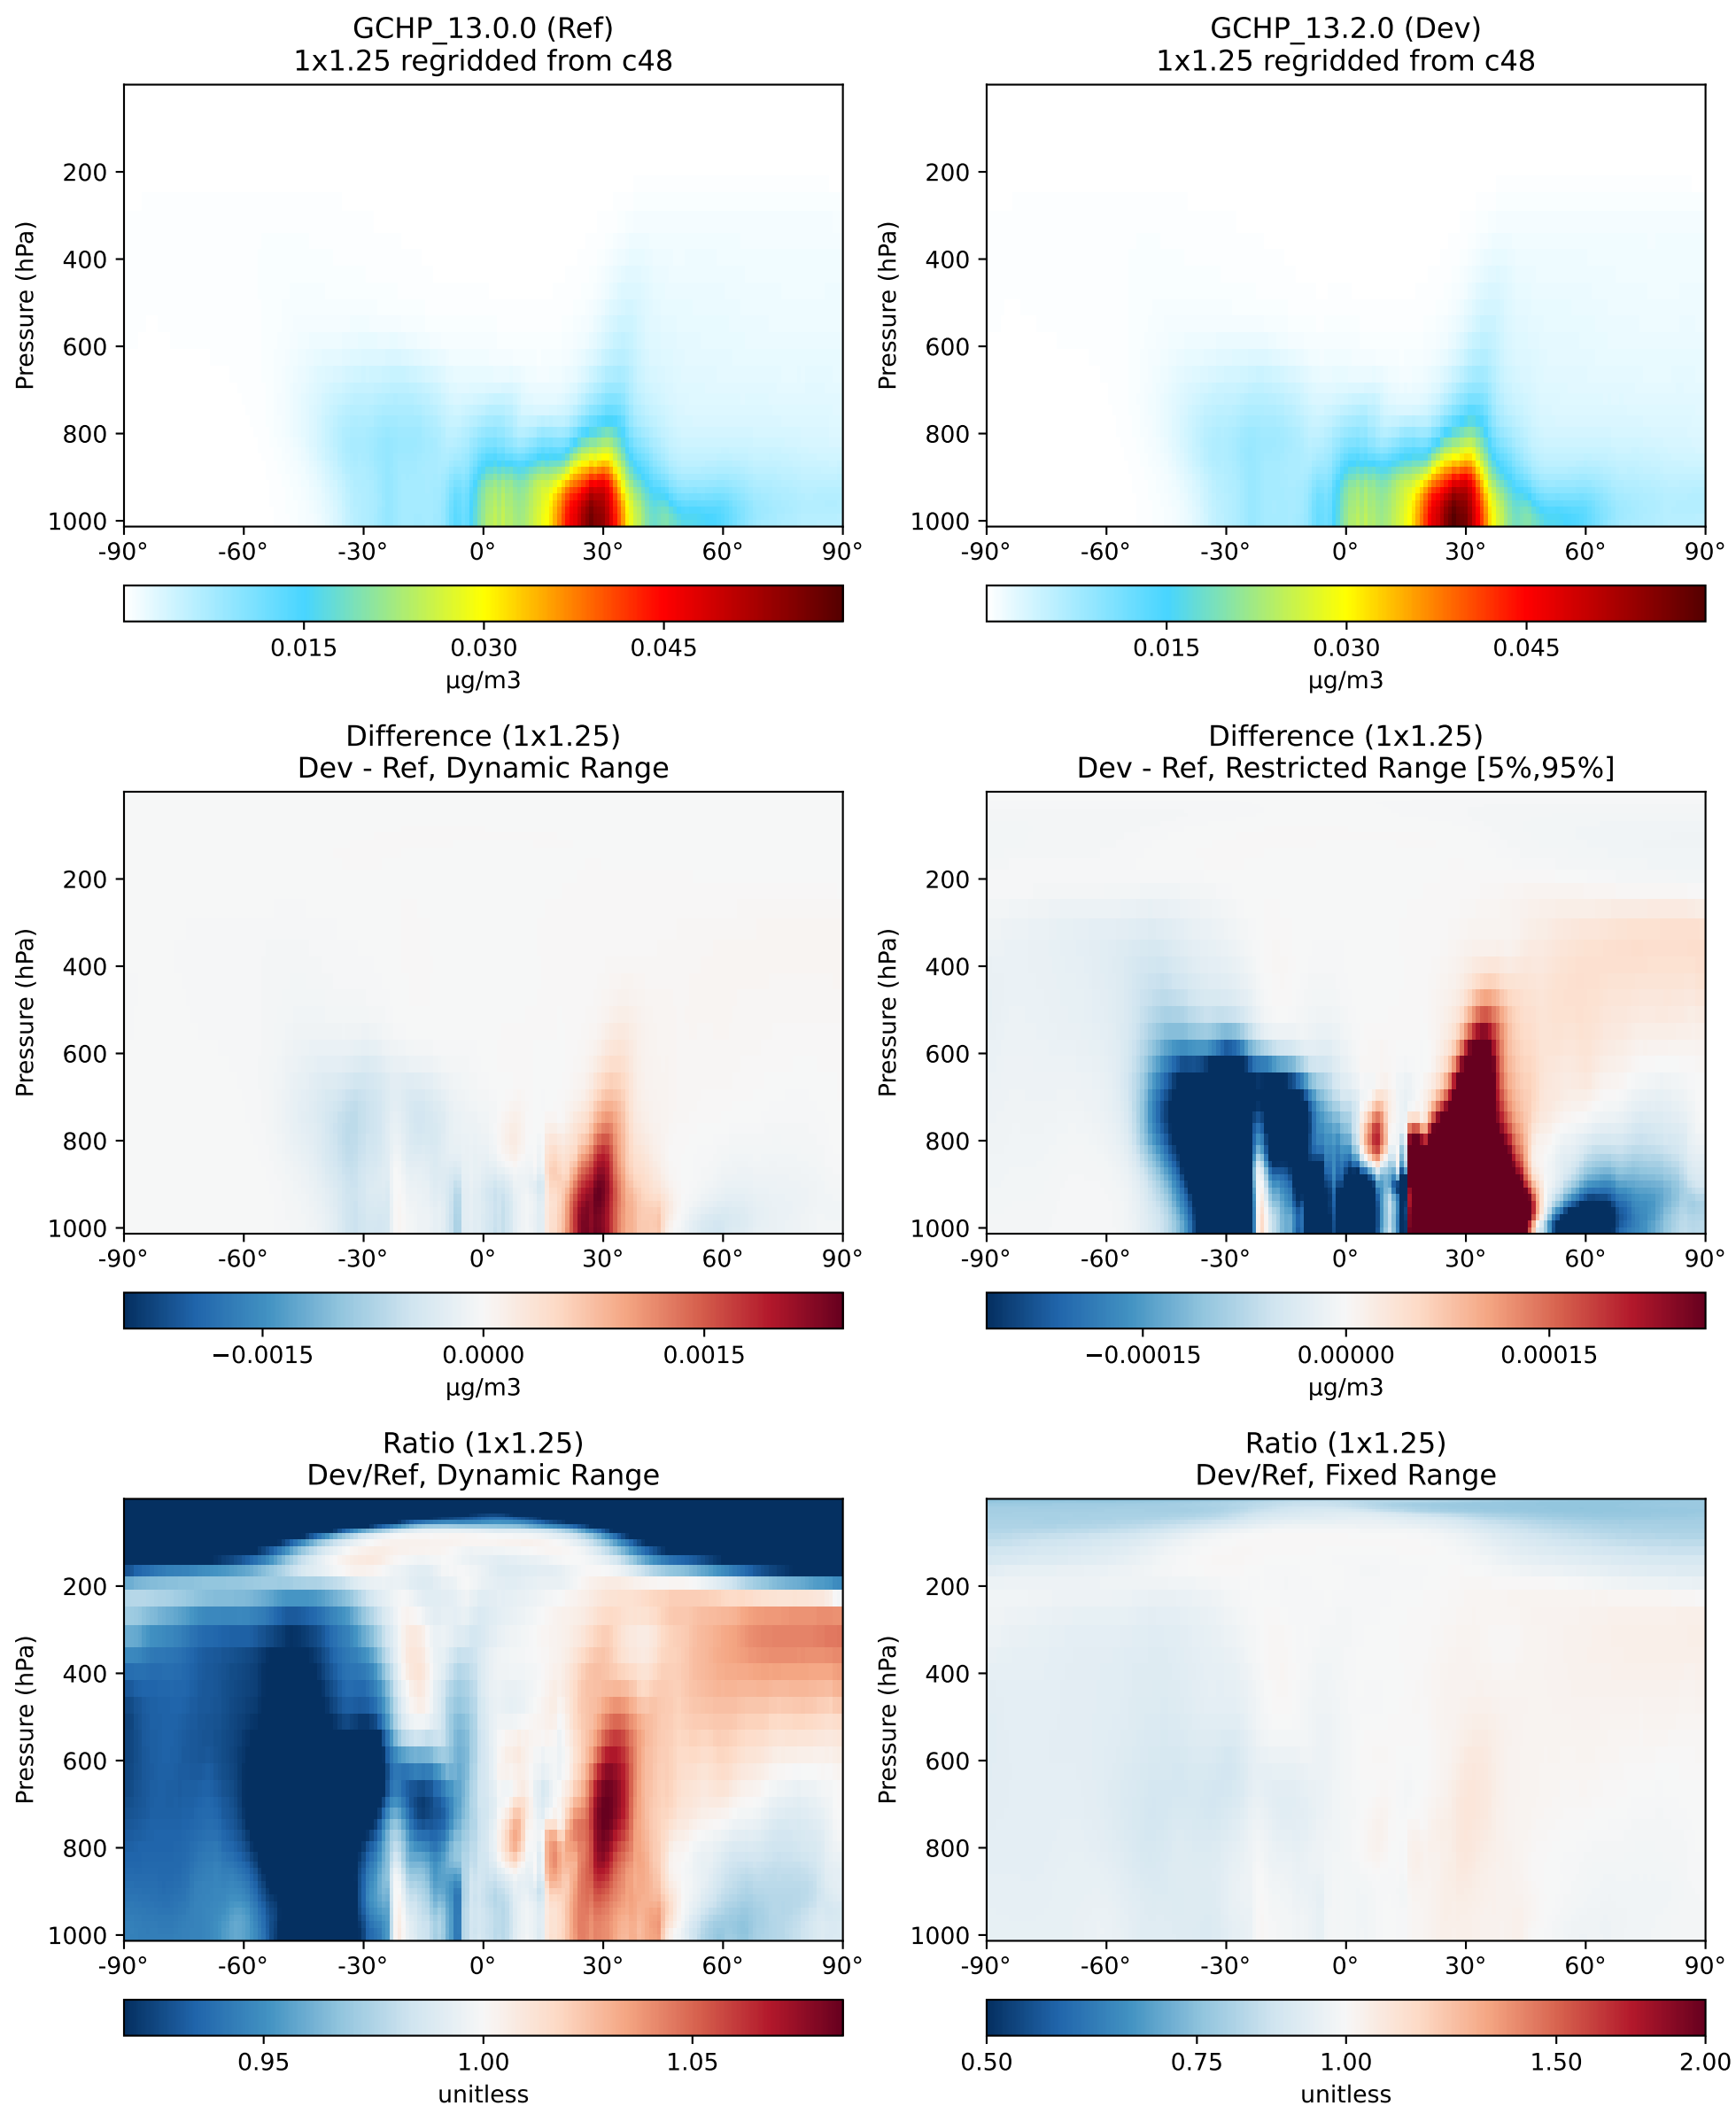 GCHP_13.0.0 (Ref)
1x1.25 regridded from c48
Pressure (hPa)
200
400
600
800
1000
-90° -60° -30° 0° 30° 60° 90°
0.015 0.030 0.045
µg/m3
GCHP_13.2.0 (Dev)
1x1.25 regridded from c48
Pressure (hPa)
200
400
600
800
1000
-90° -60° -30° 0° 30° 60° 90°
0.015 0.030 0.045
µg/m3
Difference (1x1.25)
Dev - Ref, Dynamic Range
Pressure (hPa)
200
400
600
800
1000
-90° -60° -30° 0° 30° 60° 90°
−0.0015 0.0000 0.0015
µg/m3
Difference (1x1.25)
Dev - Ref, Restricted Range [5%,95%]
Pressure (hPa)
200
400
600
800
1000
-90° -60° -30° 0° 30° 60° 90°
−0.00015 0.00000 0.00015
µg/m3
Ratio (1x1.25)
Dev/Ref, Dynamic Range
Pressure (hPa)
200
400
600
800
1000
-90° -60° -30° 0° 30° 60° 90°
0.95 1.00 1.05
unitless
Ratio (1x1.25)
Dev/Ref, Fixed Range
Pressure (hPa)
200
400
600
800
1000
-90° -60° -30° 0° 30° 60° 90°
0.50 0.75 1.00 1.50 2.00
unitless